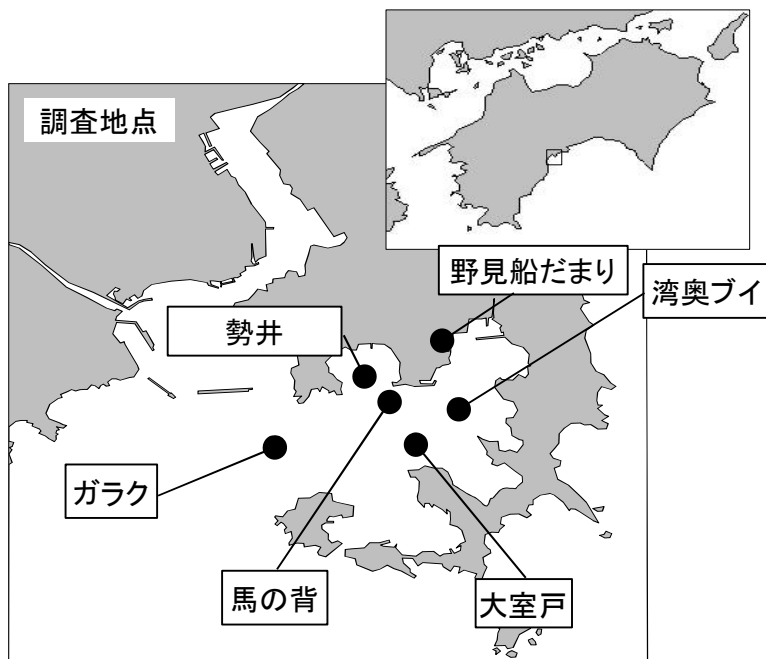 調査地点
野見船だまり
湾奥ブイ
勢井
ガラク
馬の背
大室戸